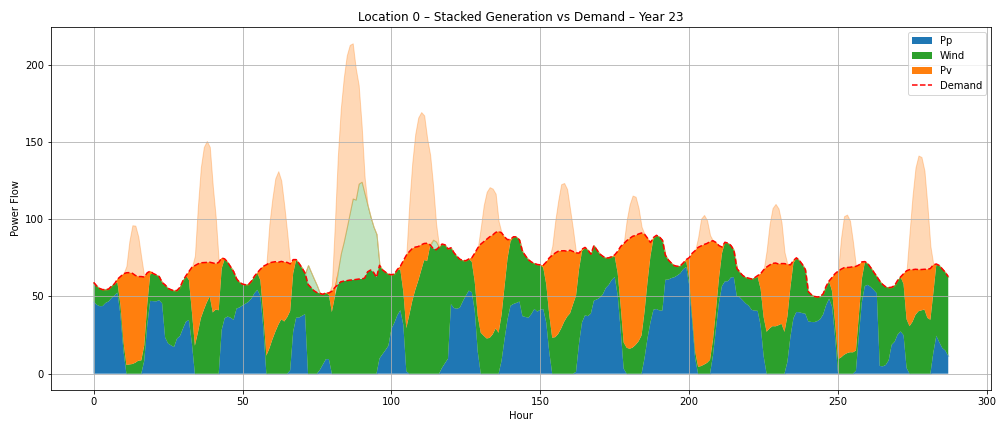 Location 0 – Stacked Generation vs Demand – Year 23
Pp
Wind
Pv
Demand
Power Flow
200
150
100
50
0
0 50 100 150 200 250 300
Hour